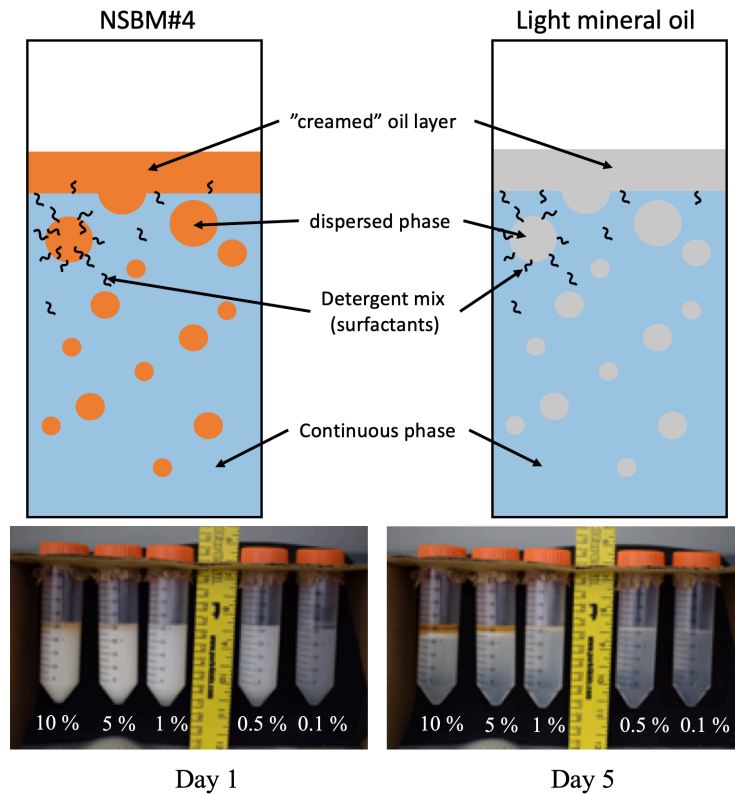 NSBM#4
Light mineral oil
”creamed” oil layer
dispersed phase
Detergent mix
(surfactants)
Continuous phase
10 %
5 %
1 %
0.5 %
0.1 %
10 %
5 %
1 %
0.5 %
0.1 %
Day 1
Day 5